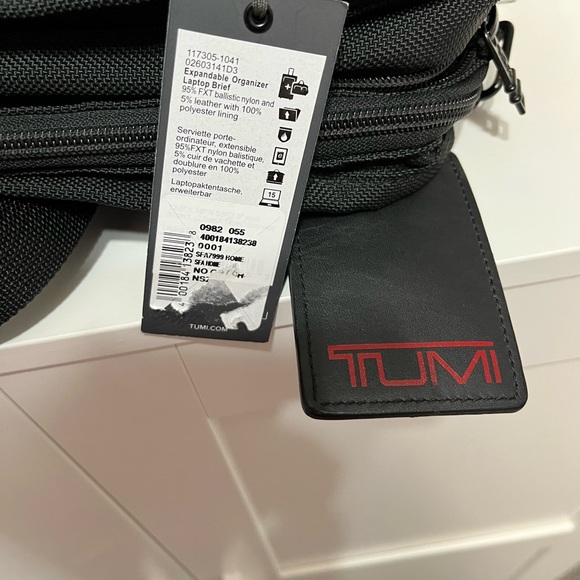 117305-1041
02603141D3
Expandable Organizer
Laptop Brief
95% FXT ballistic nylon and
5% leather with 100%
polyester lining
Serviette porte-
ordinateur, extensible
95%FXT nylon balistique,
5% cuir de vachette et
doublure en 100%
polyester
Laptopaktentasche,
erweiterbar
15
0982 055
400184138238
0001
SFA7999 HOME
SFA HOME
400184138238
TUMI.COM
TUMI